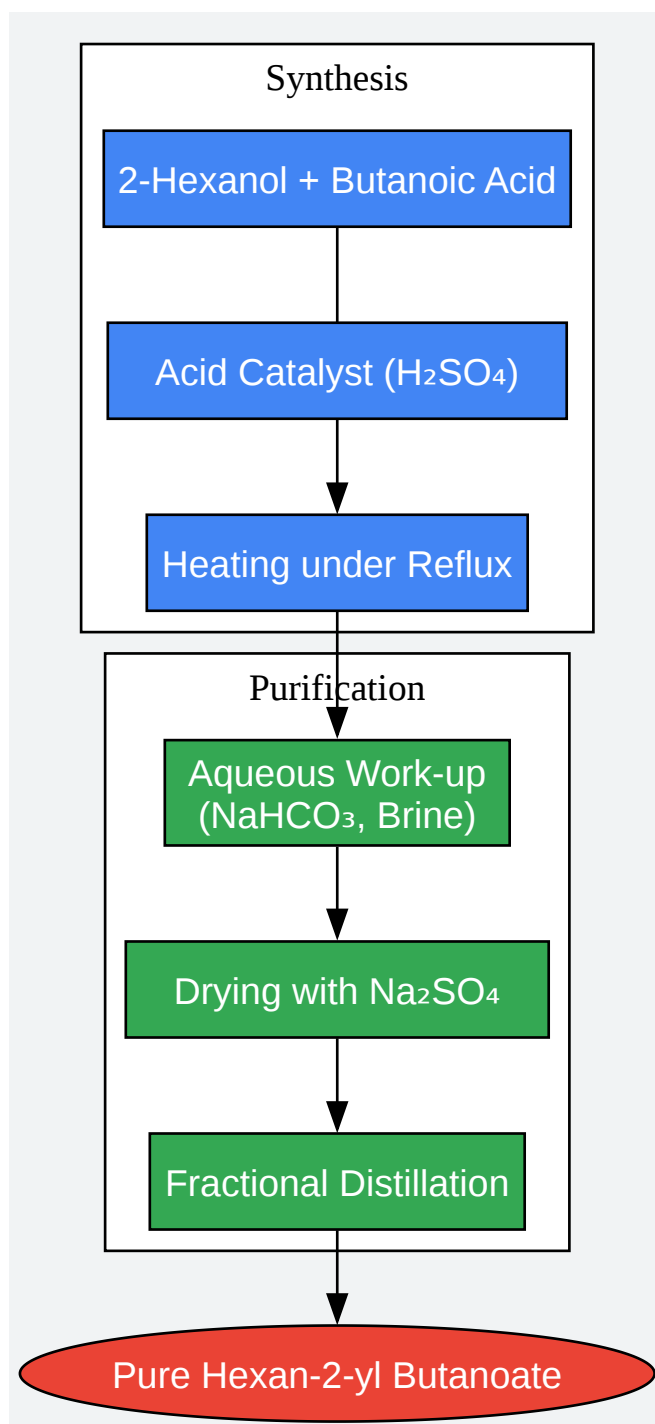 Synthesis
2-Hexanol + Butanoic Acid
Acid Catalyst (H₂SO₄)
Heating under Reflux
Purification
Aqueous Work-up
(NaHCO₃, Brine)
Drying with Na₂SO₄
Fractional Distillation
Pure Hexan-2-yl Butanoate